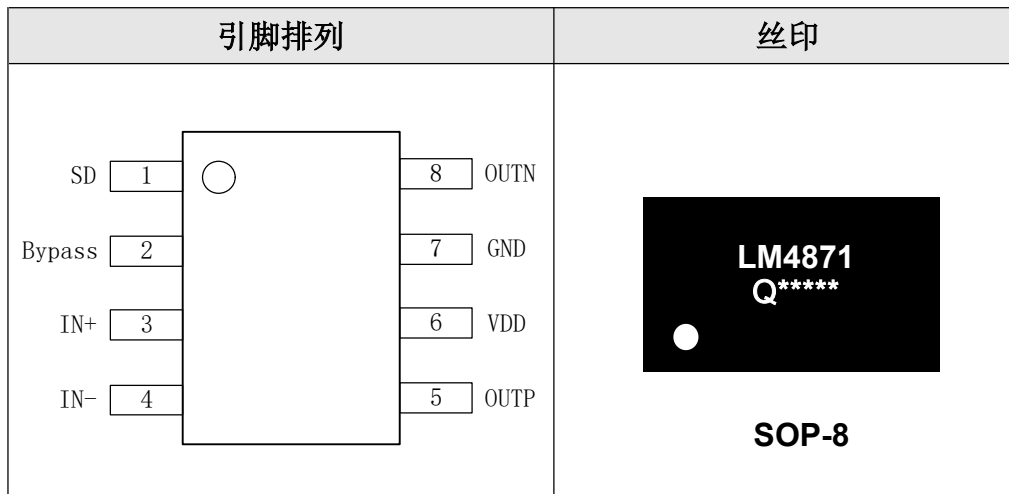 引脚排列
丝印
SD 1 8 OUTN
Bypass 2 7 GND
IN+ 3 6 VDD
IN- 4 5 OUTP
LM4871
Q*****
SOP-8